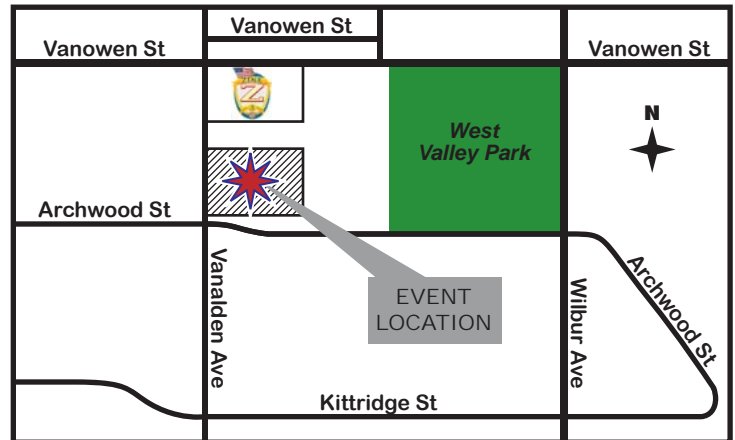 Vanowen St
Vanowen St
Vanowen St
Z
West
Valley Park
N
Archwood St
EVENT
LOCATION
Vanalden Ave
Wilbur Ave
Archwood St
Kittridge St